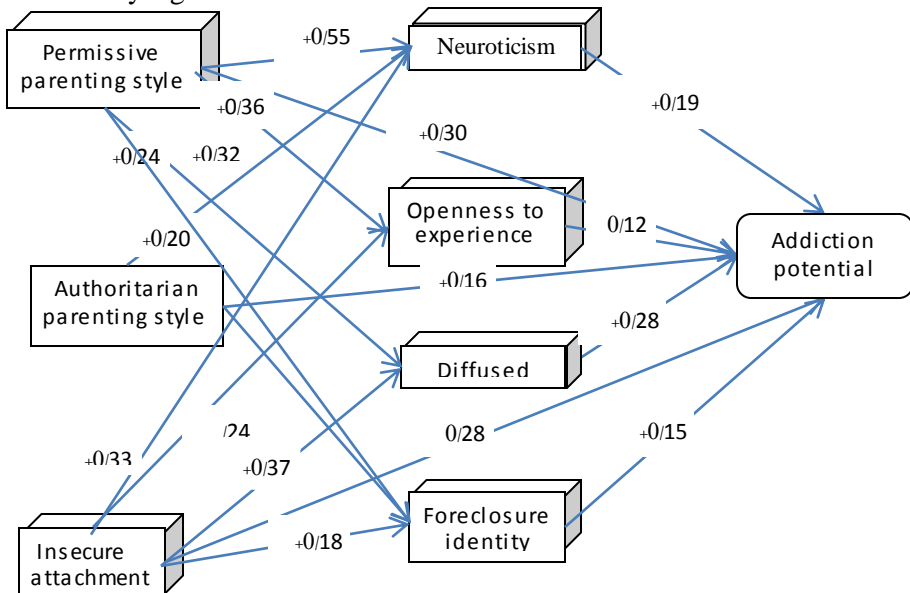 +0/55
Neuroticism
Permissive
parenting style
+0/36
+0/19
+0/30
+0/24
+0/32
Openness to
experience
0/12
Addiction
potential
+0/20
+0/16
Authoritarian
parenting style
+0/28
Diffused
/24
0/28
+0/15
+0/33
+0/37
Foreclosure
identity
+0/18
Insecure
attachment